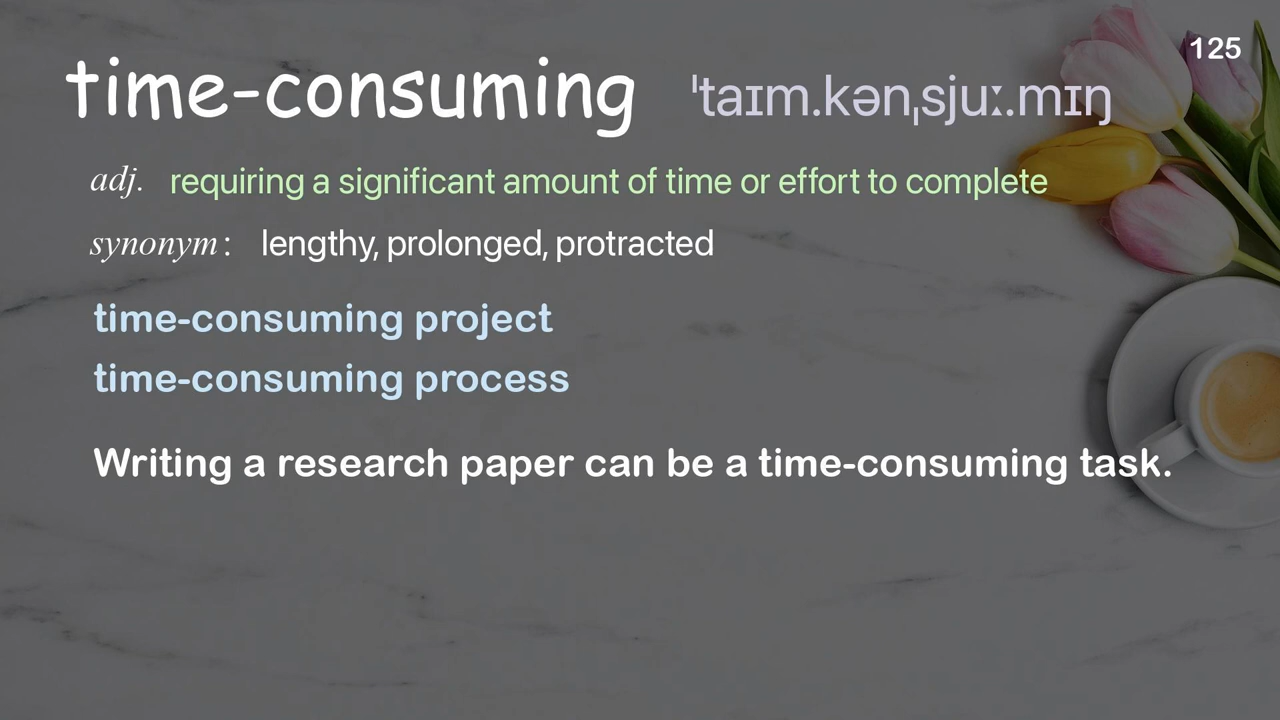 125
time-consuming ˈtaɪm.kənˌsjuː.mɪŋ
adj. requiring a significant amount of time or effort to complete
synonym: lengthy, prolonged, protracted
time-consuming project
time-consuming process
Writing a research paper can be a time-consuming task.